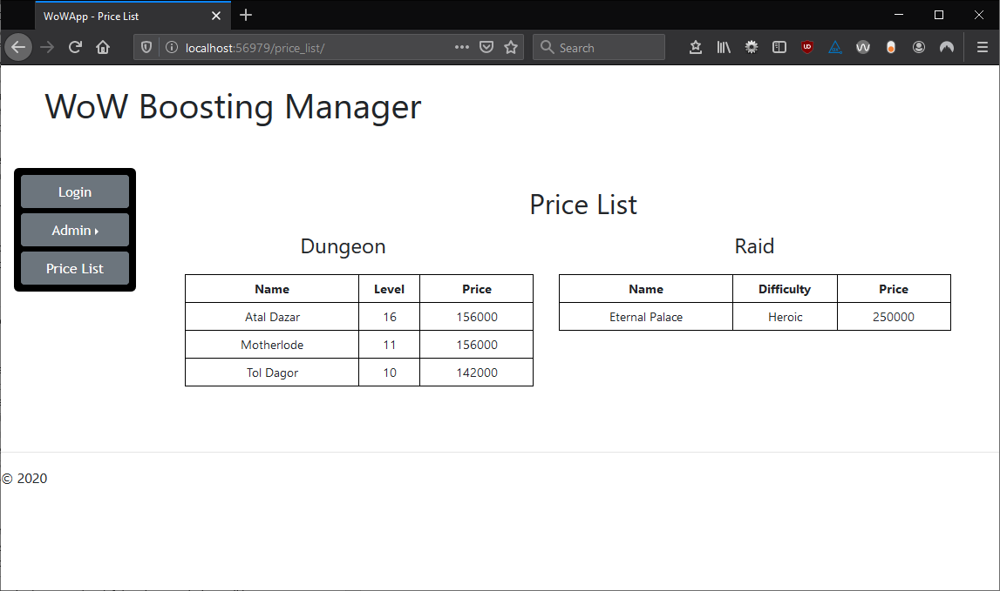 WoWApp - Price List
localhost:56979/price_list/
Search
UD
WoW Boosting Manager
Login
Admin
Price List
Price List
Dungeon
Name Level Price
Atal Dazar 16 156000
Motherlode 11 156000
Tol Dagor 10 142000
Raid
Name Difficulty Price
Eternal Palace Heroic 250000
© 2020